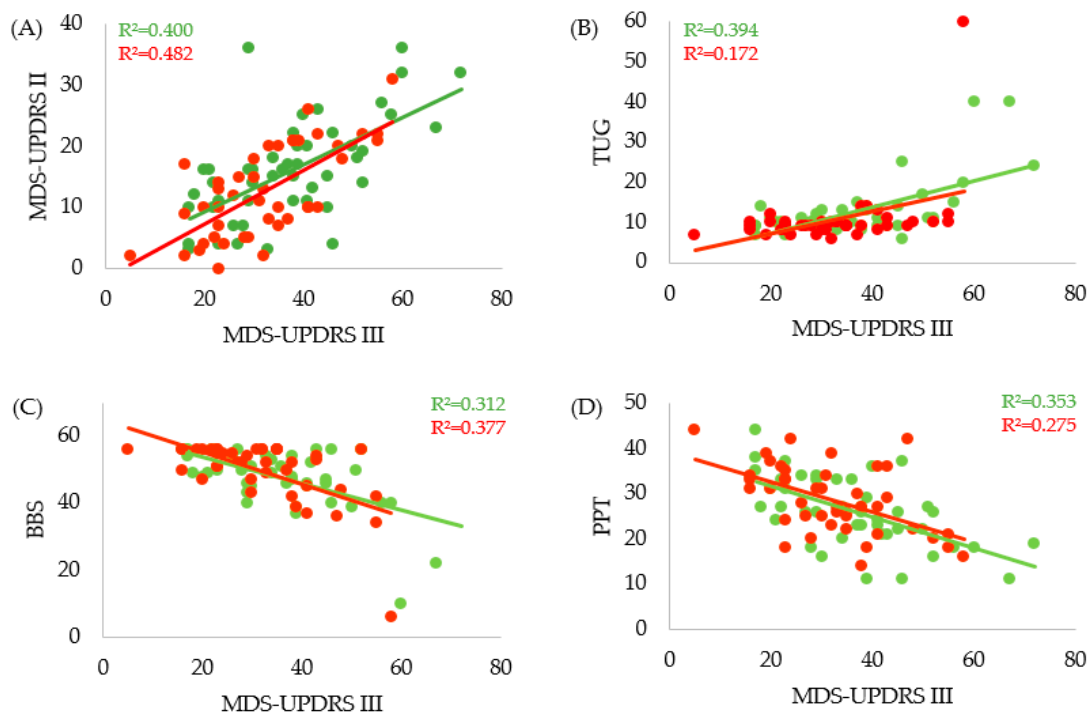 (A)
R²=0.400
R²=0.482
MDS-UPDRS II
40
30
20
10
0
0 20 40 60 80
MDS-UPDRS III
(B)
R²=0.394
R²=0.172
TUG
60
50
40
30
20
10
0
0 20 40 60 80
MDS-UPDRS III
(C)
R²=0.312
R²=0.377
BBS
60
40
20
0
0 20 40 60 80
MDS-UPDRS III
(D)
R²=0.353
R²=0.275
PPT
50
40
30
20
10
0
0 20 40 60 80
MDS-UPDRS III